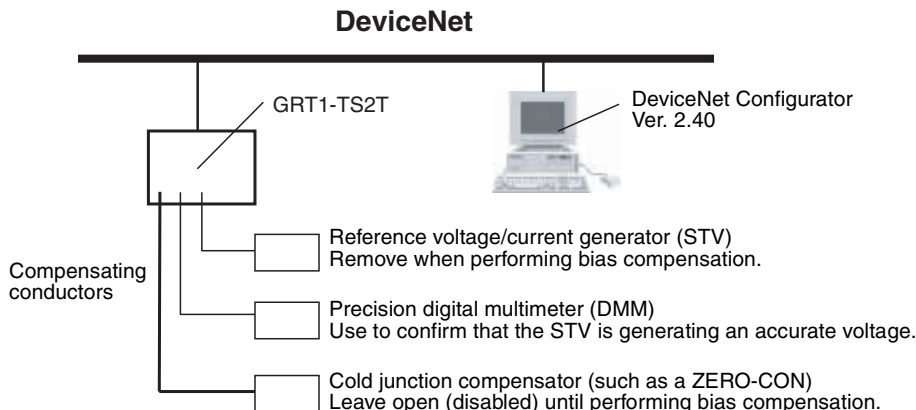 DeviceNet
GRT1-TS2T
DeviceNet Configurator
Ver. 2.40
Reference voltage/current generator (STV)
Remove when performing bias compensation.
Compensating
conductors
Precision digital multimeter (DMM)
Use to confirm that the STV is generating an accurate voltage.
Cold junction compensator (such as a ZERO-CON)
Leave open (disabled) until performing bias compensation.